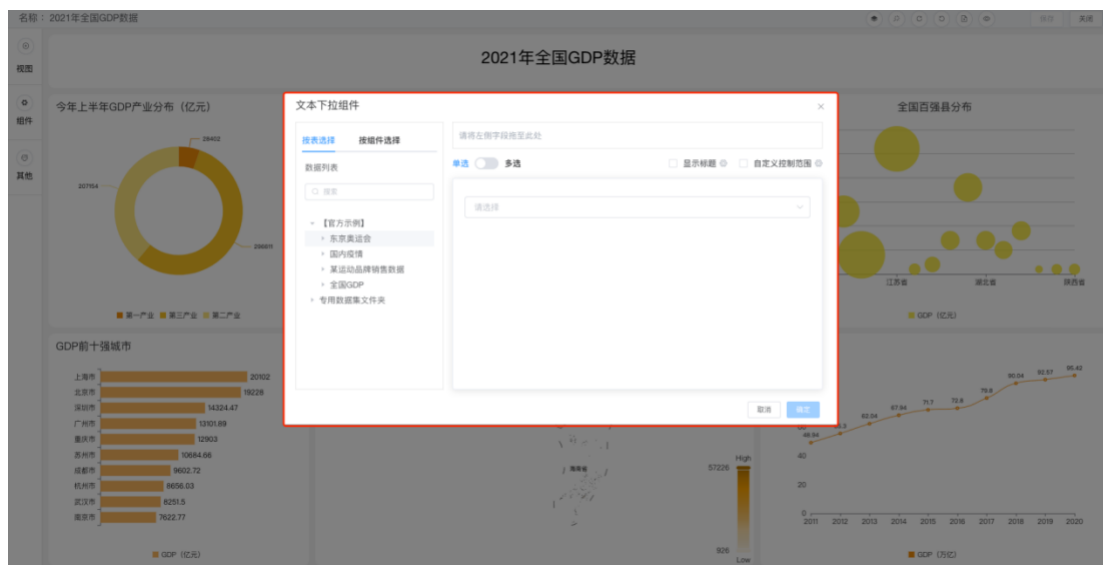 名称： 2021年全国GDP数据
关闭
视图
组件
其他
2021年全国GDP数据
今年上半年GDP产业分布（亿元）
28402
207154
296611
第一产业 第三产业 第二产业
文本下拉组件
按表选择 按组件选择
数据列表
搜索
【官方示例】
东京奥运会
国内疫情
某运动品牌销售数据
全国GDP
专用数据集文件夹
请将左侧字段拖至此处
单选 多选
显示标题 自定义控制范围
请选择
取消 确定
全国百强县分布
江苏省 湖北省 陕西省
GDP（亿元）
GDP前十强城市
上海市 20102
北京市 19228
深圳市 14324.47
广州市 13101.89
重庆市 12903
苏州市 10684.66
成都市 9602.72
杭州市 8656.03
武汉市 8251.5
南京市 7622.77
GDP（亿元）
海南省
High
57226
926
Low
48.94
62.04 67.94 71.7 72.8 79.6 90.04 92.57 95.42
40
20
0
2011 2012 2013 2014 2015 2016 2017 2018 2019 2020
GDP（万亿）